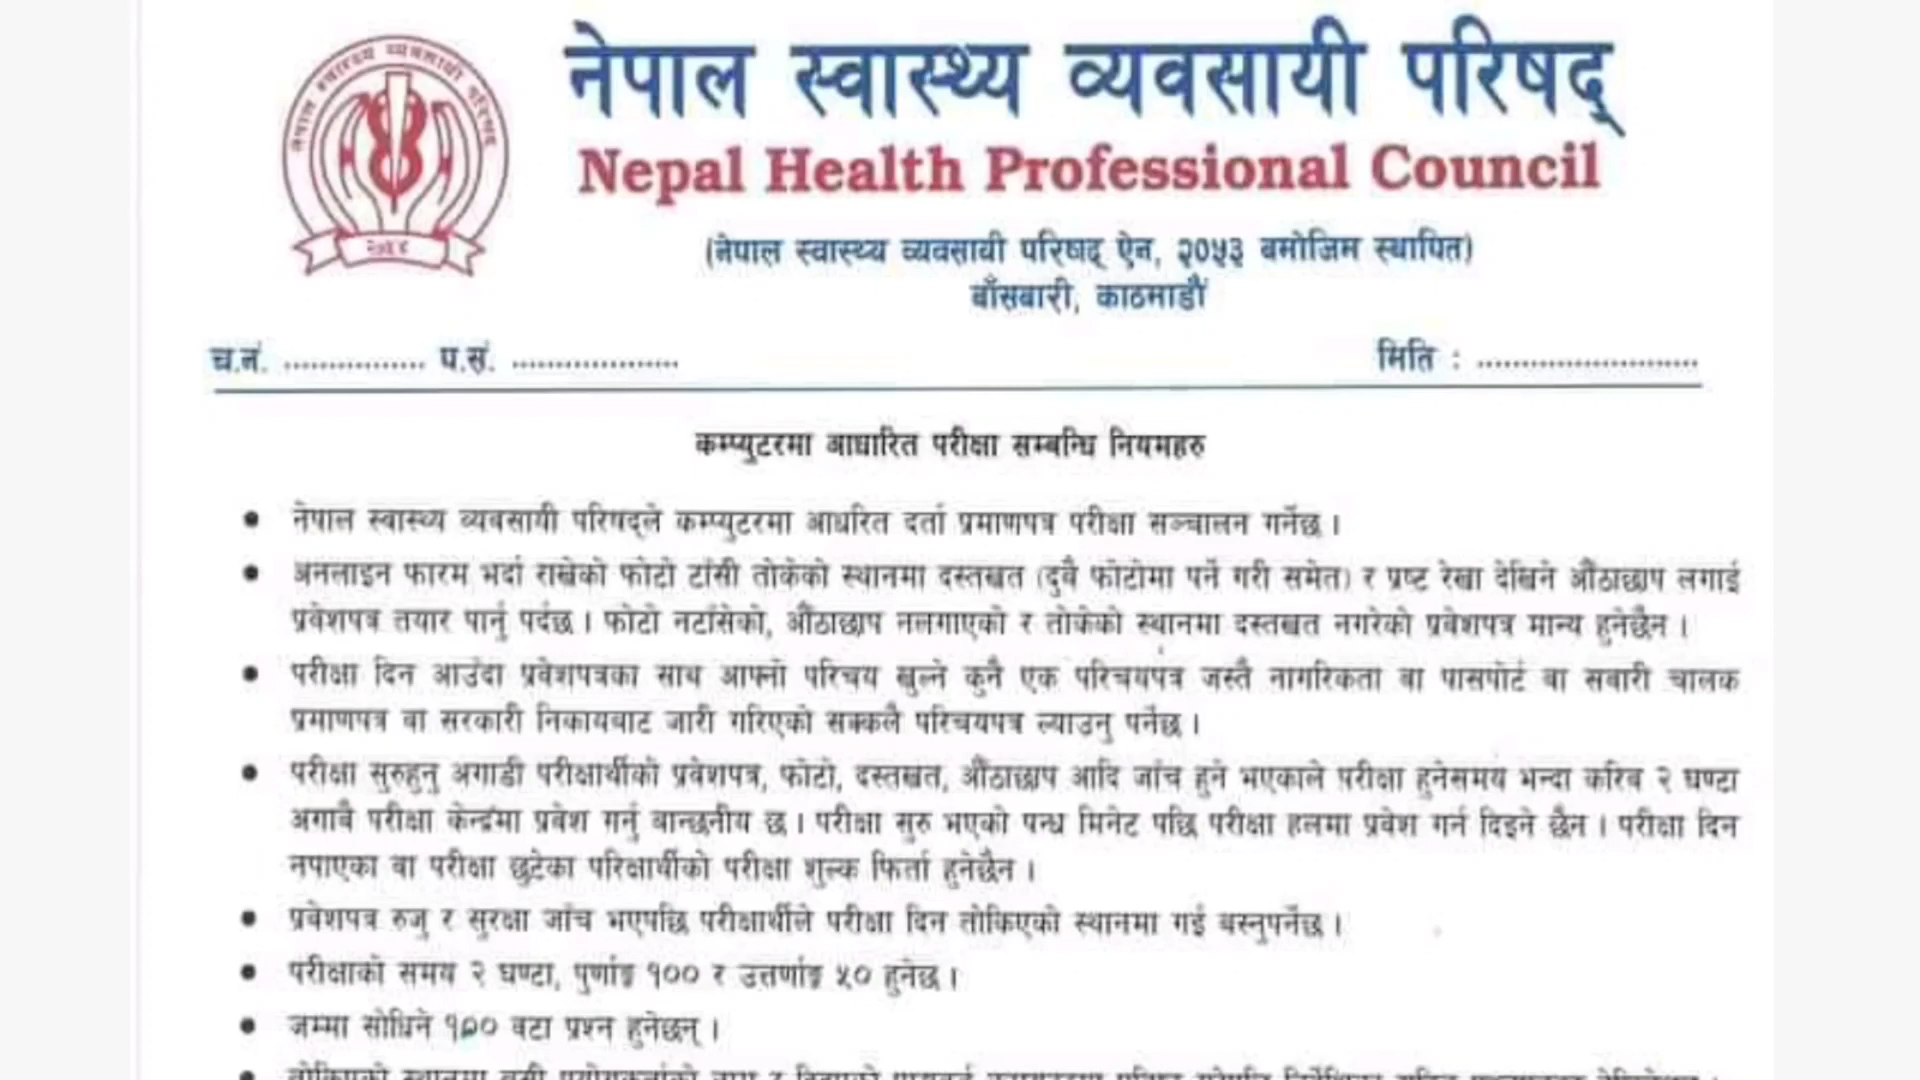 नेपाल स्वास्थ्य व्यवसायी परिषद्
नेपाल स्वास्थ्य व्यवसायी परिषद्
Nepal Health Professional Council
(नेपाल स्वास्थ्य व्यवसायी परिषद् ऐन, २०५३ बमोजिम स्थापित)
बाँसबारी, काठमाडौं
च.नं. ................ प.सं. ...................
मिति : .........................
कम्प्युटरमा आधारित परीक्षा सम्बन्धि नियमहरु
● नेपाल स्वास्थ्य व्यवसायी परिषद्ले कम्प्युटरमा आधरित दर्ता प्रमाणपत्र परीक्षा सञ्चालन गर्नेछ ।
● अनलाइन फारम भर्दा राखेको फोटो टाँसी तोकेको स्थानमा दस्तखत (दुवै फोटोमा पर्ने गरी समेत) र प्रष्ट रेखा देखिने औंठाछाप लगाई
प्रवेशपत्र तयार पार्नु पर्दछ । फोटो नटाँसेको, औंठाछाप नलगाएको र तोकेको स्थानमा दस्तखत नगरेको प्रवेशपत्र मान्य हुनेछैन ।
● परीक्षा दिन आउंदा प्रवेशपत्रका साथ आफ्नो परिचय खुल्ने कुनै एक परिचयपत्र जस्तै नागरिकता वा पासपोर्ट वा सवारी चालक
प्रमाणपत्र वा सरकारी निकायबाट जारी गरिएको सक्कलै परिचयपत्र ल्याउनु पर्नेछ ।
● परीक्षा सुरुहुनु अगाडी परीक्षार्थीको प्रवेशपत्र, फोटो, दस्तखत, औंठाछाप आदि जाँच हुने भएकाले परीक्षा हुनेसमय भन्दा करिब २ घण्टा
अगाबै परीक्षा केन्द्रमा प्रवेश गर्नु बान्छनीय छ । परीक्षा सुरु भएको पन्ध्र मिनेट पछि परीक्षा हलमा प्रवेश गर्न दिइने छैन । परीक्षा दिन
नपाएका वा परीक्षा छुटेका परिक्षार्थीको परीक्षा शुल्क फिर्ता हुनेछैन ।
● प्रवेशपत्र रुजु र सुरक्षा जाँच भएपछि परीक्षार्थीले परीक्षा दिन तोकिएको स्थानमा गई बस्नुपर्नेछ ।
● परीक्षाको समय २ घण्टा, पुर्णाङ्क १०० र उत्तर्णाङ्क ५० हुनेछ ।
● जम्मा सोधिने १०० वटा प्रश्न हुनेछन् ।